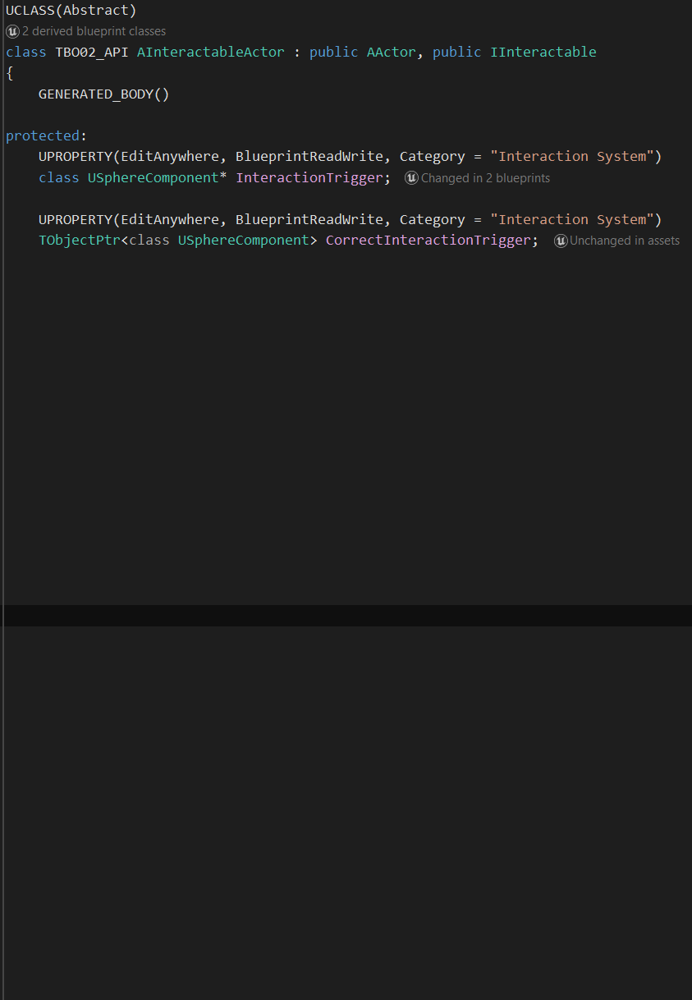 UCLASS(Abstract)
2 derived blueprint classes
class TBO02_API AInteractableActor : public AActor, public IInteractable
{
GENERATED_BODY()
protected:
UPROPERTY(EditAnywhere, BlueprintReadWrite, Category = "Interaction System")
class USphereComponent* InteractionTrigger; Changed in 2 blueprints
UPROPERTY(EditAnywhere, BlueprintReadWrite, Category = "Interaction System")
TObjectPtr<class USphereComponent> CorrectInteractionTrigger; Unchanged in assets